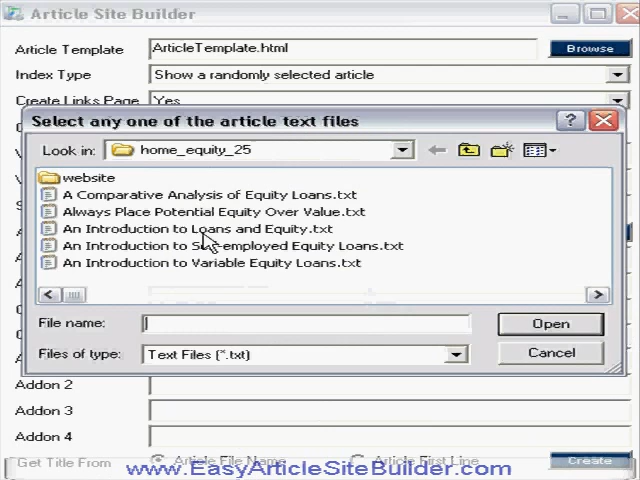 Article Site Builder
Article Template ArticleTemplate.html Browse
Index Type Show a randomly selected article
Create Links Page Yes
Select any one of the article text files
Look in: home_equity_25
website
A Comparative Analysis of Equity Loans.txt
Always Place Potential Equity Over Value.txt
An Introduction to Loans and Equity.txt
An Introduction to Self-employed Equity Loans.txt
An Introduction to Variable Equity Loans.txt
File name: Open
Files of type: Text Files (*.txt) Cancel
Addon 2
Addon 3
Addon 4
Get Title From Article File Name Article First Line Create
www.EasyArticleSiteBuilder.com